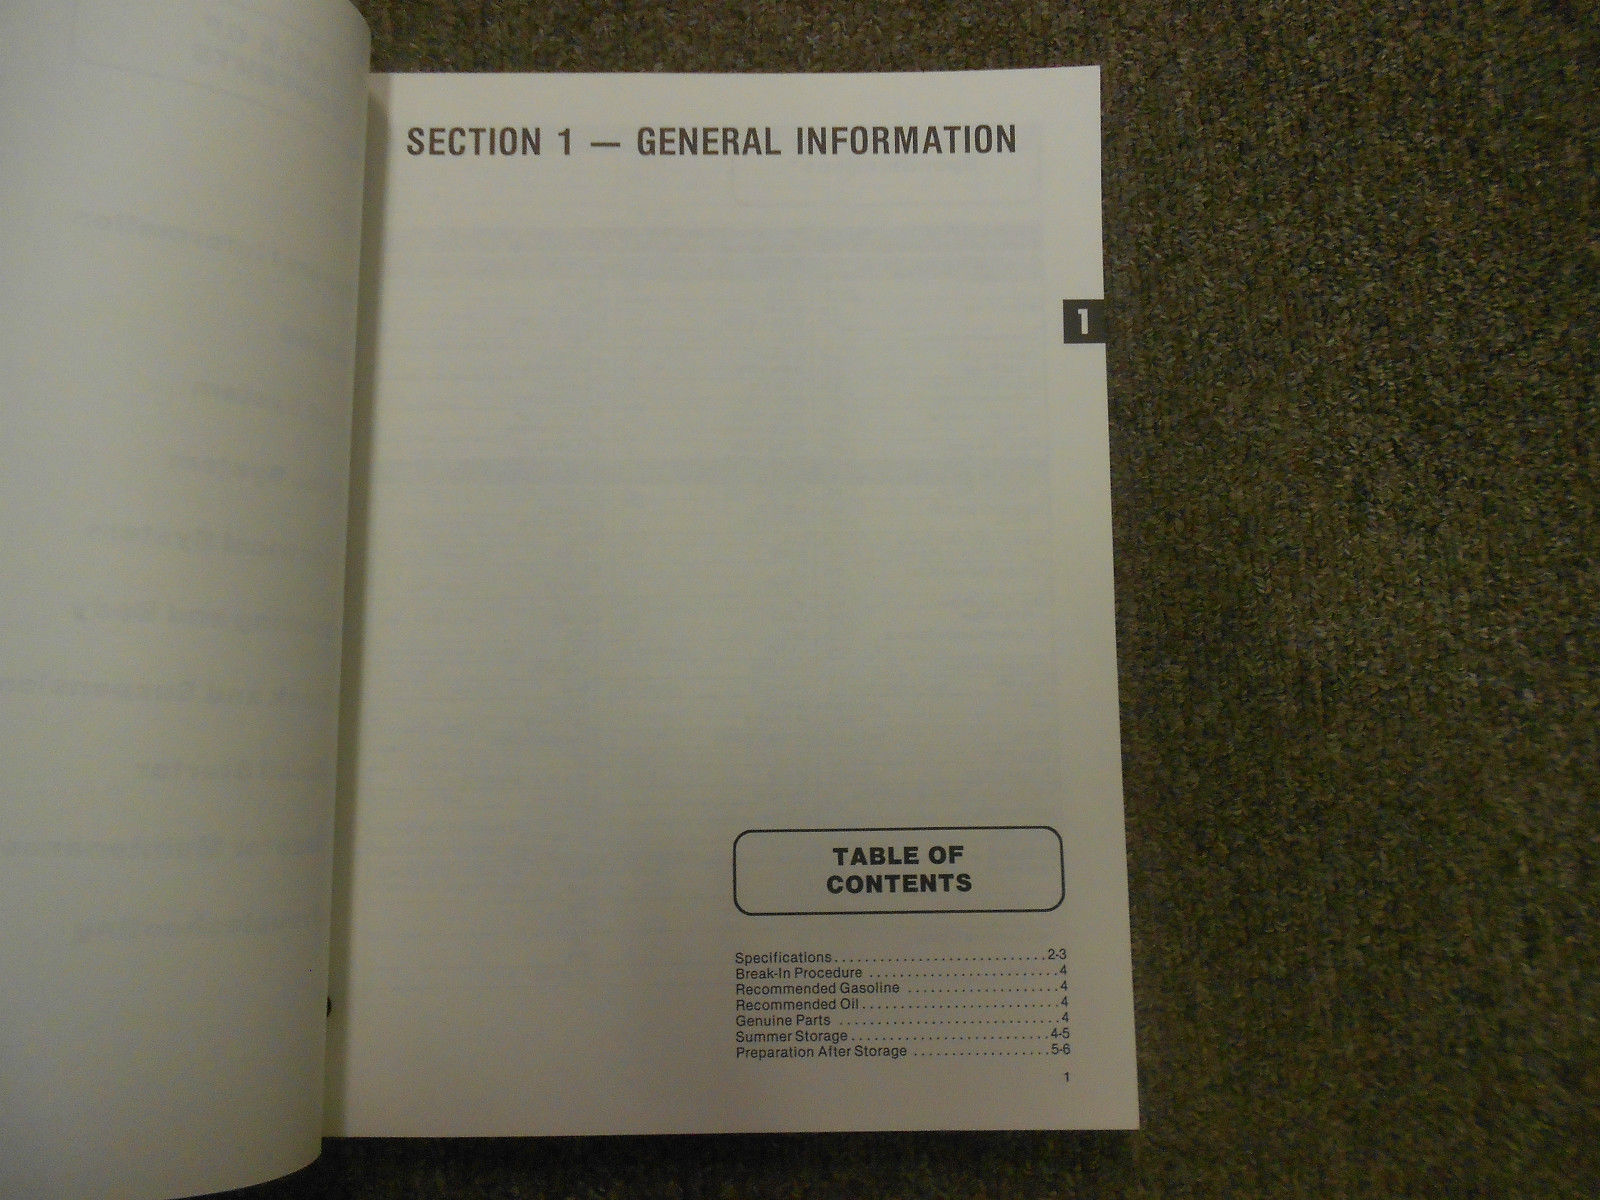 SECTION 1 — GENERAL INFORMATION
1
TABLE OF
CONTENTS
Specifications............................2-3
Break-In Procedure .........................4
Recommended Gasoline ....................4
Recommended Oil..........................4
Genuine Parts .............................4
Summer Storage..........................4-5
Preparation After Storage ..................5-6
1